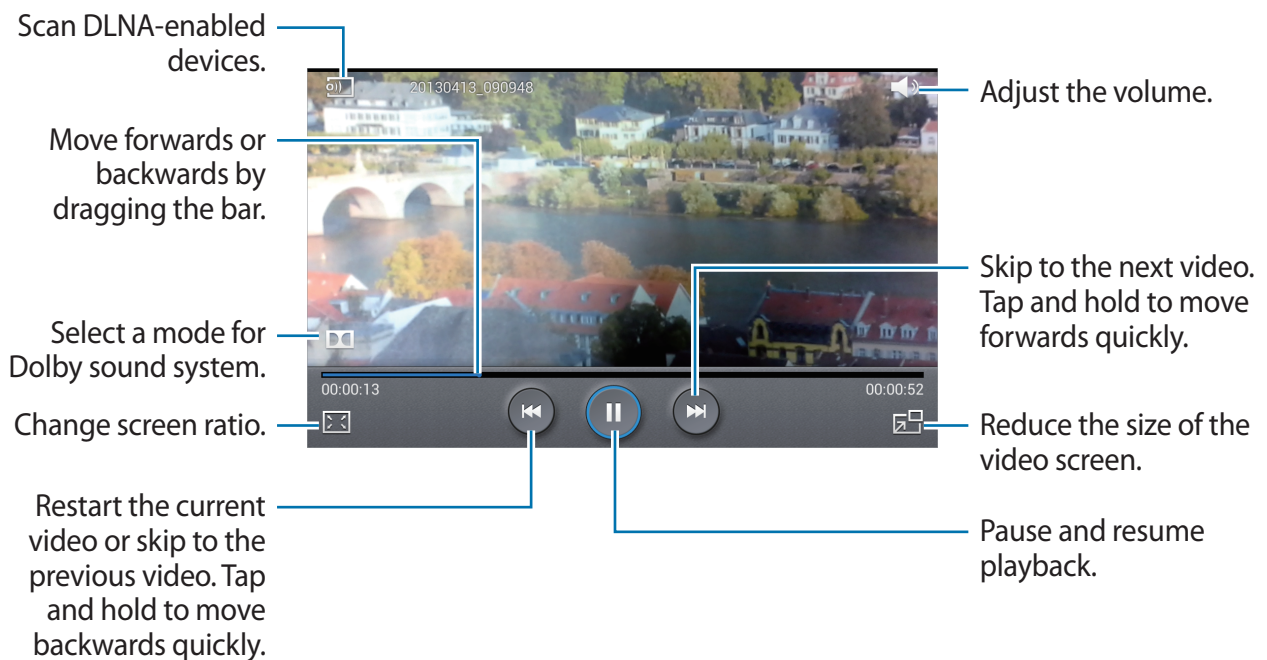 Scan DLNA-enabled
devices.
Move forwards or
backwards by
dragging the bar.
Select a mode for
Dolby sound system.
Change screen ratio.
Restart the current
video or skip to the
previous video. Tap
and hold to move
backwards quickly.
20130413_090948
00:00:13
00:00:52
Adjust the volume.
Skip to the next video.
Tap and hold to move
forwards quickly.
Reduce the size of the
video screen.
Pause and resume
playback.